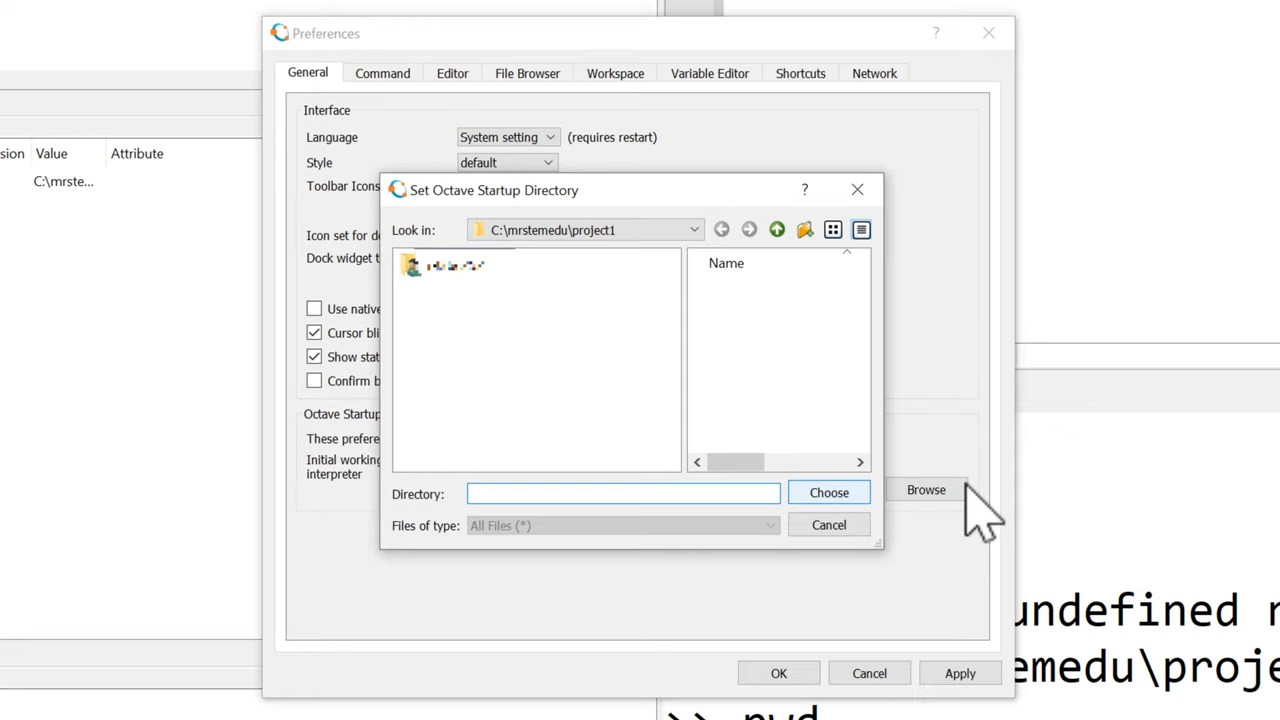 Preferences
?
General Command Editor File Browser Workspace Variable Editor Shortcuts Network
Interface
sion Value Attribute
Language System setting (requires restart)
C:\mrste...
Style default
Toolbar Icons
Set Octave Startup Directory ?
Look in: C:\mrstemedu\project1
Icon set for d
Dock widget t
Name
Use native
Cursor bli
Show stat
Confirm b
Octave Startup
These prefere
Initial working
interpreter
Directory: Choose
Browse
Files of type: All Files (*) Cancel
undefined
emedu\proje
OK Cancel Apply
>> pwd